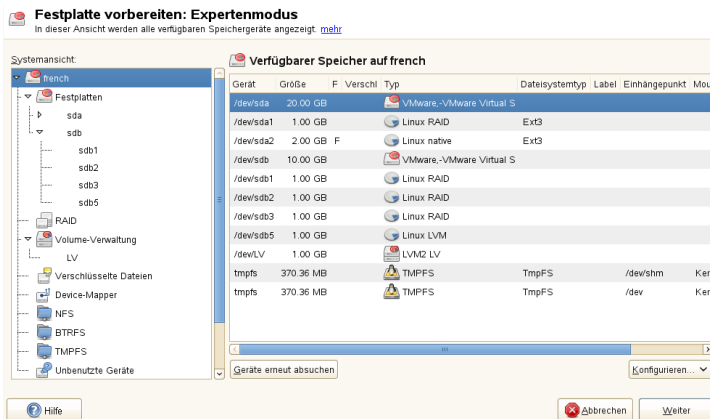 Festplatte vorbereiten: Expertenmodus
In dieser Ansicht werden alle verfügbaren Speichergeräte angezeigt. mehr
Systemansicht:
french
Festplatten
sda
sdb
sdb1
sdb2
sdb3
sdb5
RAID
Volume-Verwaltung
LV
Verschlüsselte Dateien
Device-Mapper
NFS
BTRFS
TMPFS
Unbenutzte Geräte
Verfügbarer Speicher auf french
Gerät Größe F Verschl Typ Dateisystemtyp Label Einhängepunkt Mou
/dev/sda 20.00 GB VMware,-VMware Virtual S
/dev/sda1 1.00 GB Linux RAID Ext3
/dev/sda2 2.00 GB F Linux native Ext3
/dev/sdb 10.00 GB VMware,-VMware Virtual S
/dev/sdb1 1.00 GB Linux RAID
/dev/sdb2 1.00 GB Linux RAID
/dev/sdb3 1.00 GB Linux RAID
/dev/sdb5 1.00 GB Linux LVM
/dev/LV 1.00 GB LVM2 LV
tmpfs 370.36 MB TMPFS TmpFS /dev/shm Ker
tmpfs 370.36 MB TMPFS TmpFS /dev Ker
Geräte erneut absuchen
Konfigurieren...
Hilfe
Abbrechen
Weiter